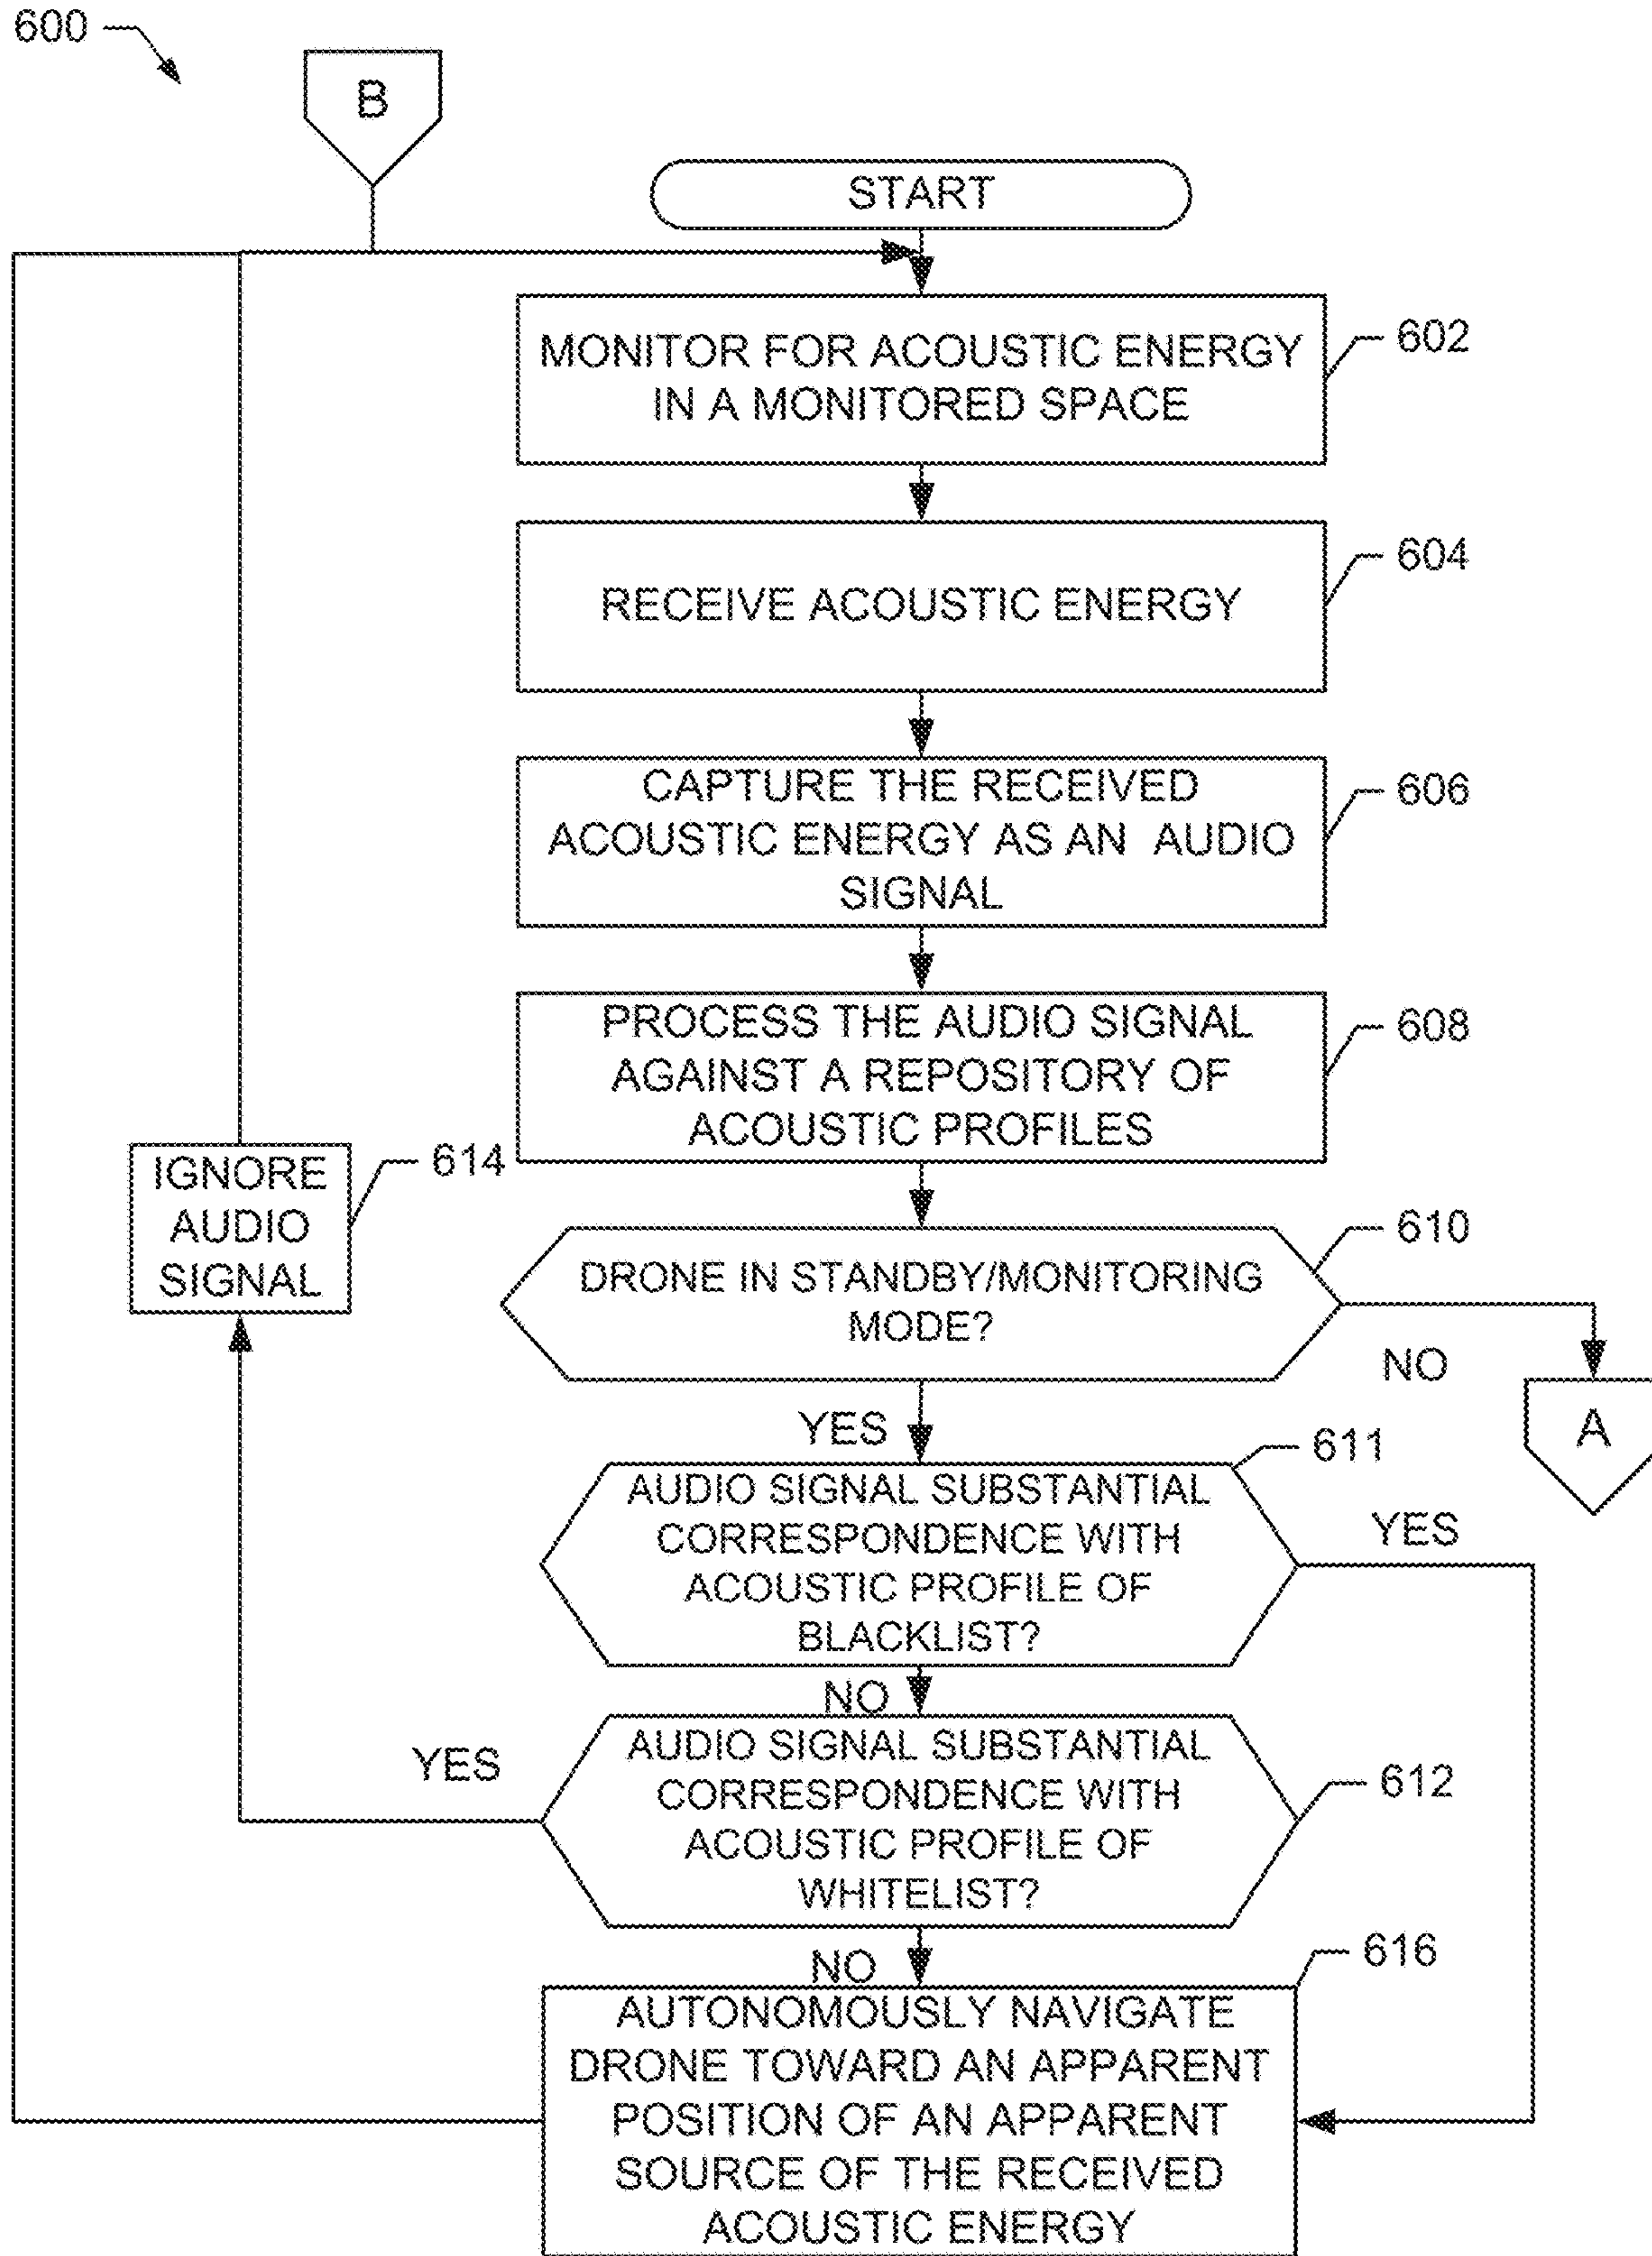 600
B
START
MONITOR FOR ACOUSTIC ENERGY
IN A MONITORED SPACE
602
RECEIVE ACOUSTIC ENERGY
604
CAPTURE THE RECEIVED
ACOUSTIC ENERGY AS AN AUDIO
SIGNAL
606
PROCESS THE AUDIO SIGNAL
AGAINST A REPOSITORY OF
ACOUSTIC PROFILES
608
IGNORE
AUDIO
SIGNAL
614
DRONE IN STANDBY/MONITORING
MODE?
610
NO
A
YES
AUDIO SIGNAL SUBSTANTIAL
CORRESPONDENCE WITH
ACOUSTIC PROFILE OF
BLACKLIST?
611
YES
NO
AUDIO SIGNAL SUBSTANTIAL
CORRESPONDENCE WITH
ACOUSTIC PROFILE OF
WHITELIST?
612
YES
NO
AUTONOMOUSLY NAVIGATE
DRONE TOWARD AN APPARENT
POSITION OF AN APPARENT
SOURCE OF THE RECEIVED
ACOUSTIC ENERGY
616